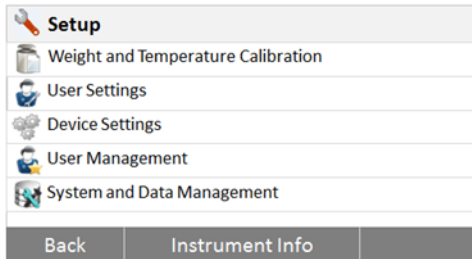 Setup
Weight and Temperature Calibration
User Settings
Device Settings
User Management
System and Data Management
Back Instrument Info